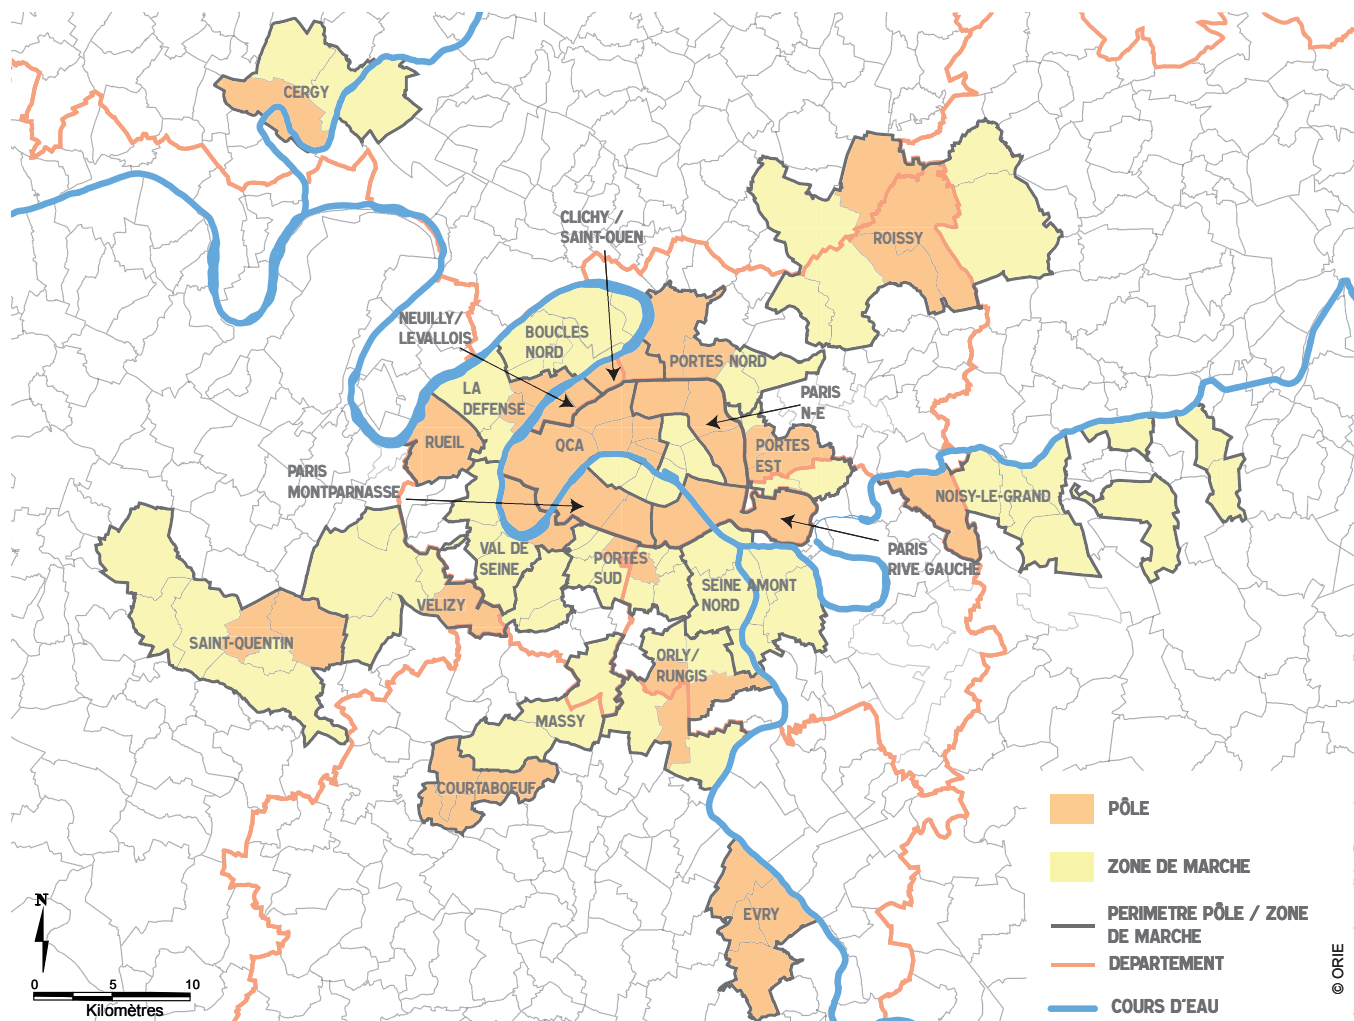 CERGY
CLICHY /
SAINT-OUEN
ROISSY
NEUILLY/
LEVALLOIS
BOUCLES
NORD
PORTES NORD
LA
DEFENSE
PARIS
N-E
RUEIL
QCA
PORTES
EST
PARIS
MONTPARNASSE
NOISY-LE-GRAND
VAL DE
SEINE
PORTES
SUD
SEINE AMONT
NORD
PARIS
RIVE GAUCHE
VELIZY
SAINT-QUENTIN
ORLY/
RUNGIS
MASSY
COURTABOEUF
EVRY
PÔLE
ZONE DE MARCHE
PERIMETRE PÔLE / ZONE
DE MARCHE
DEPARTEMENT
COURS D'EAU
N
0 5 10
Kilomètres
© ORIE